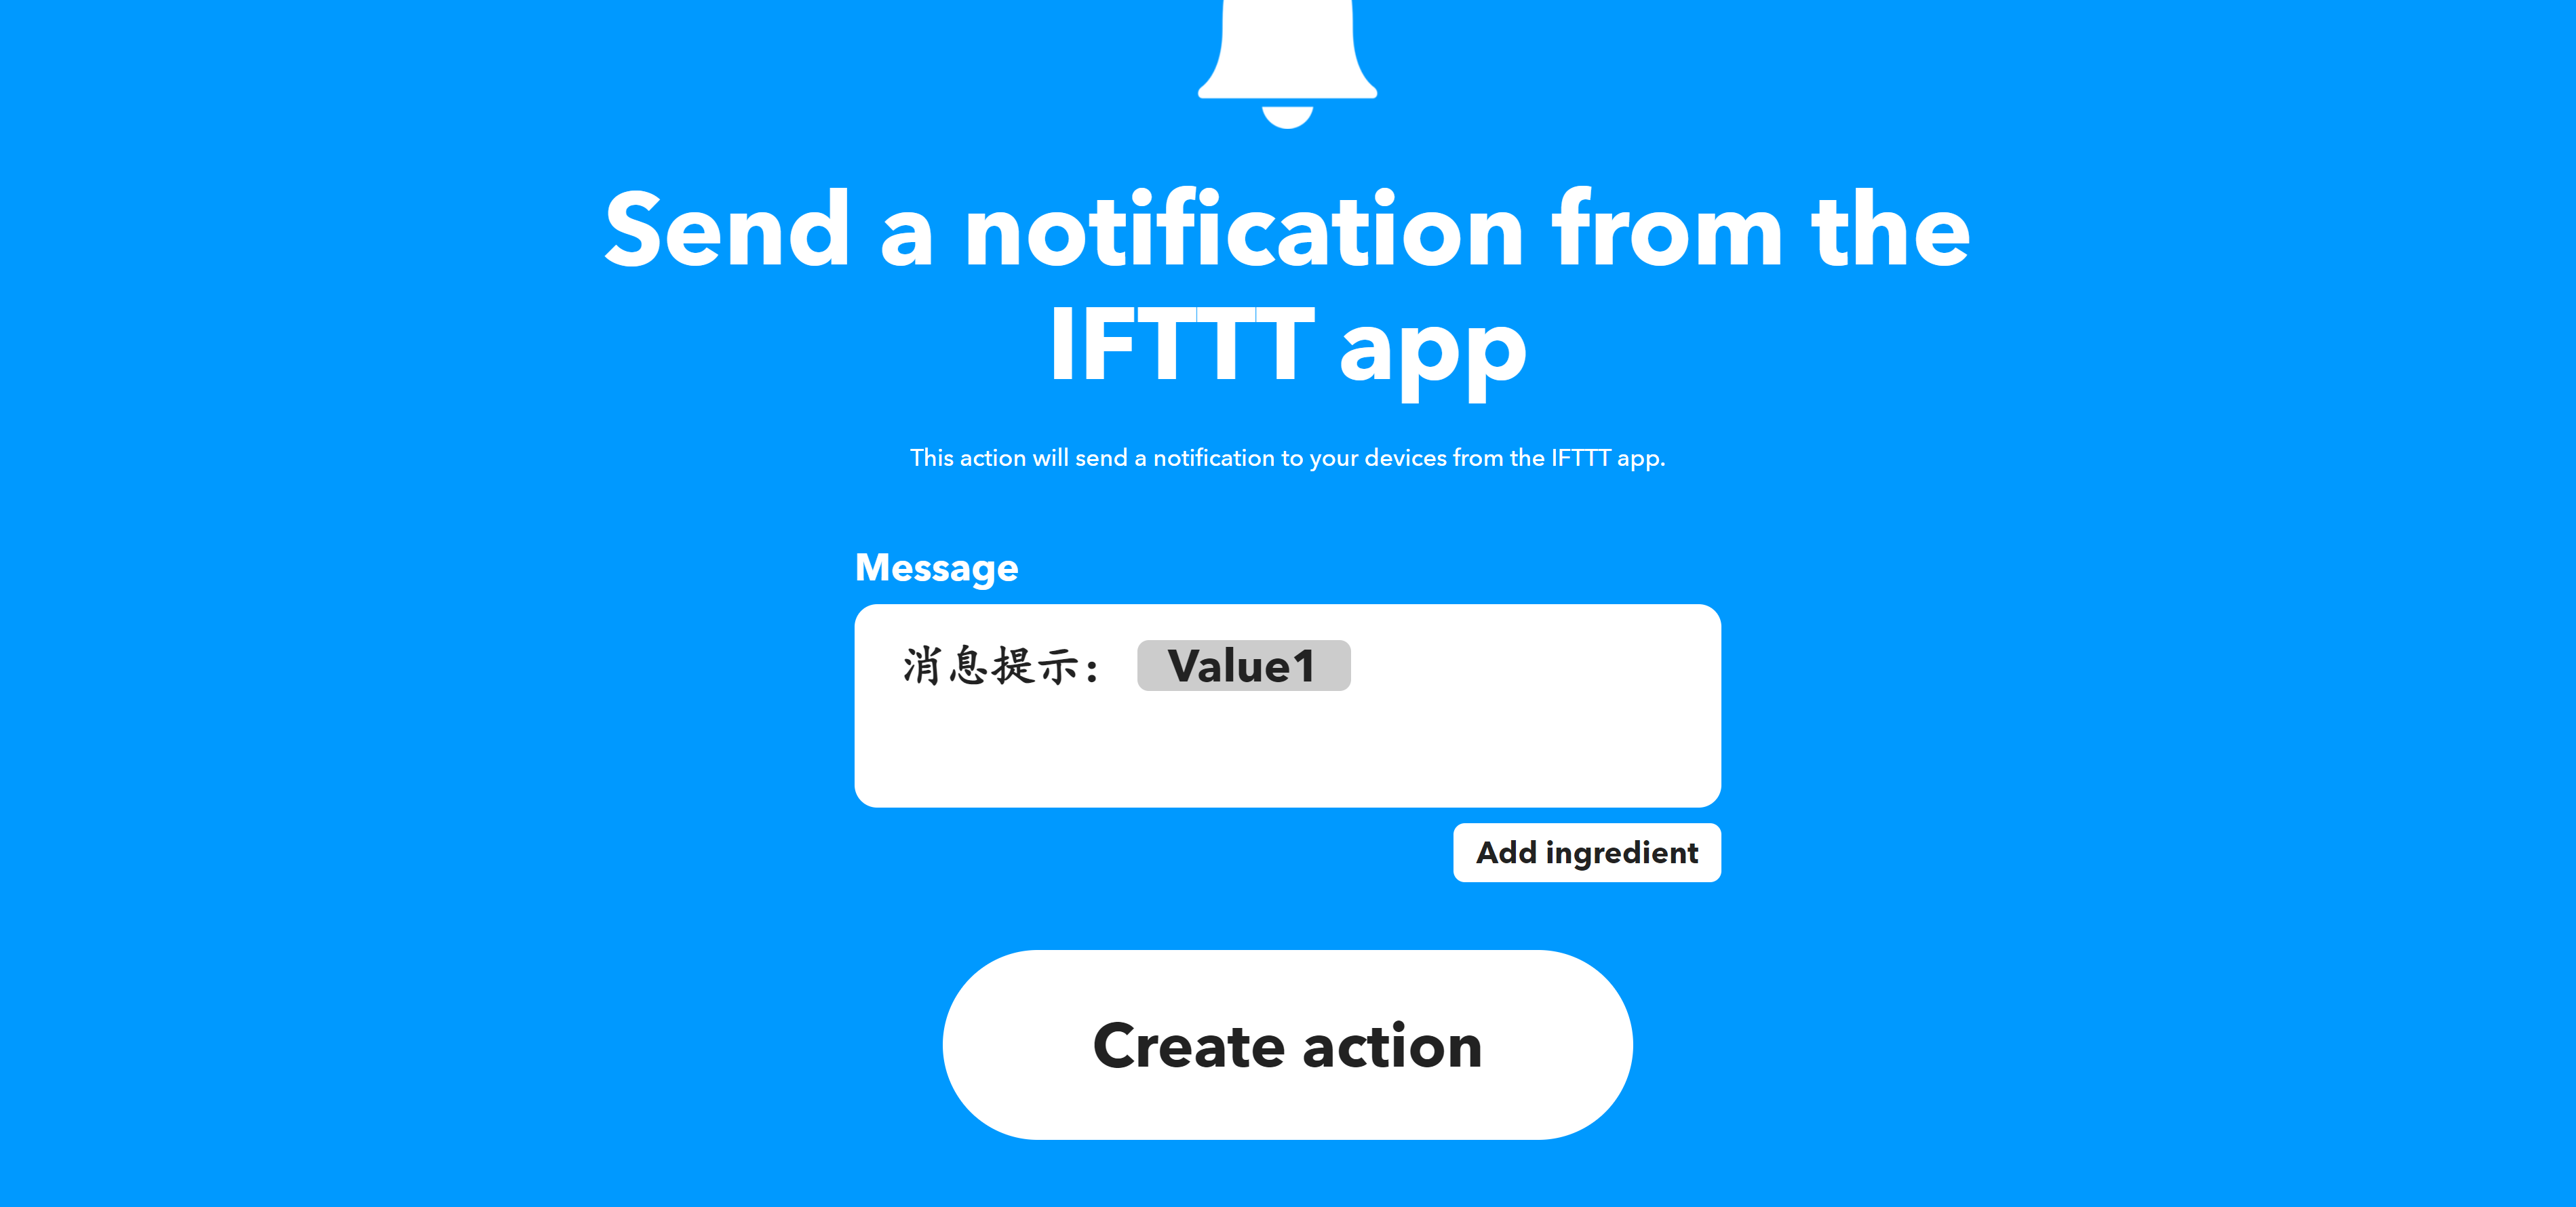 Send a notification from the
IFTTT app
This action will send a notification to your devices from the IFTTT app.
Message
消息提示： Value1
Add ingredient
Create action